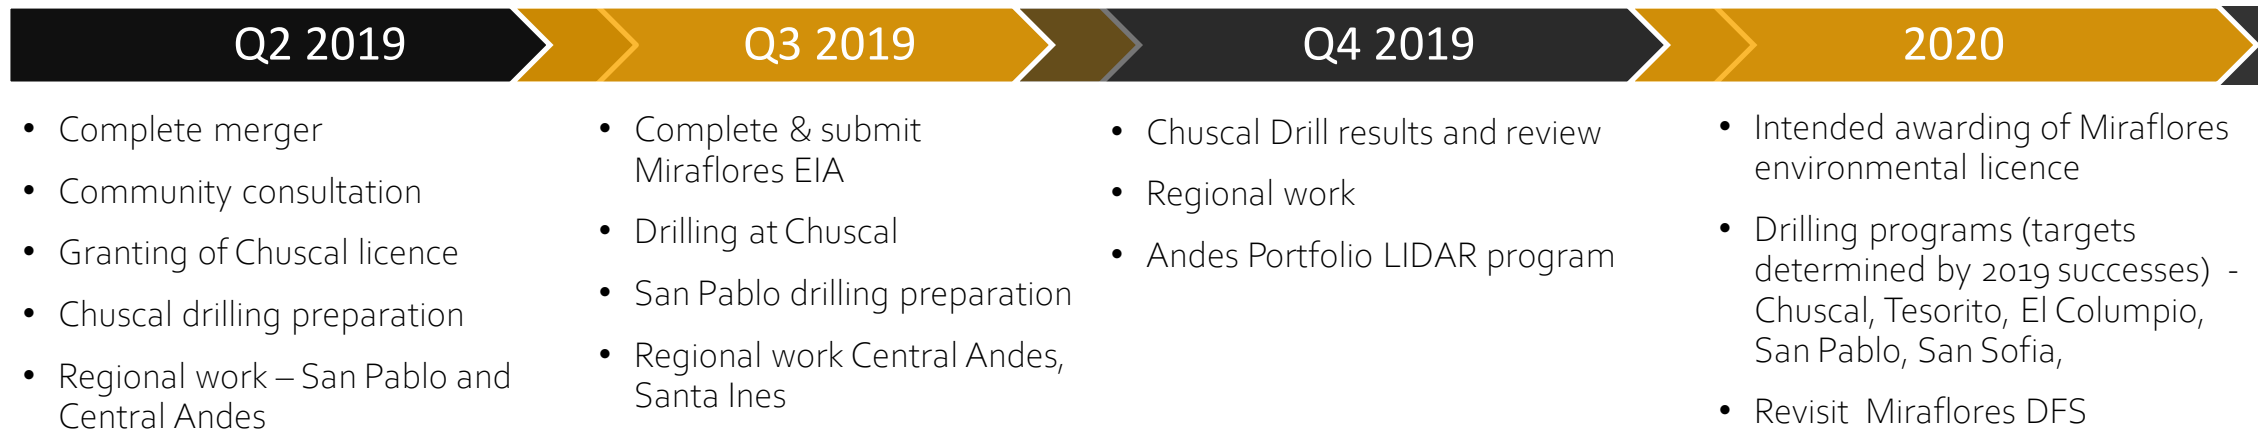 Q2 2019
• Complete merger
• Community consultation
• Granting of Chuscal licence
• Chuscal drilling preparation
• Regional work – San Pablo and
Central Andes
Q3 2019
• Complete & submit
Miraflores EIA
• Drilling at Chuscal
• San Pablo drilling preparation
• Regional work Central Andes,
Santa Ines
Q4 2019
• Chuscal Drill results and review
• Regional work
• Andes Portfolio LIDAR program
2020
• Intended awarding of Miraflores
environmental licence
• Drilling programs (targets
determined by 2019 successes) -
Chuscal, Tesorito, El Columpio,
San Pablo, San Sofia,
• Revisit Miraflores DFS